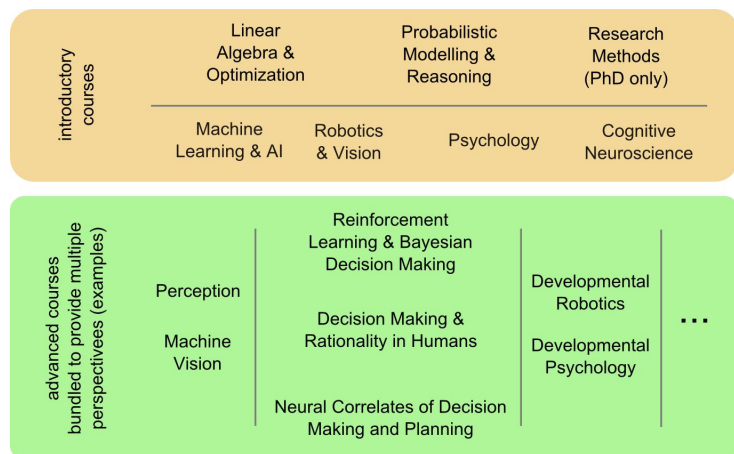 introductory
courses
Linear
Algebra &
Optimization
Probabilistic
Modelling &
Reasoning
Research
Methods
(PhD only)
Machine
Learning & AI
Robotics
& Vision
Psychology
Cognitive
Neuroscience
advanced courses
bundled to provide multiple
perspectivees (examples)
Perception
Machine
Vision
Reinforcement
Learning & Bayesian
Decision Making
Decision Making &
Rationality in Humans
Neural Correlates of Decision
Making and Planning
Developmental
Robotics
Developmental
Psychology
...